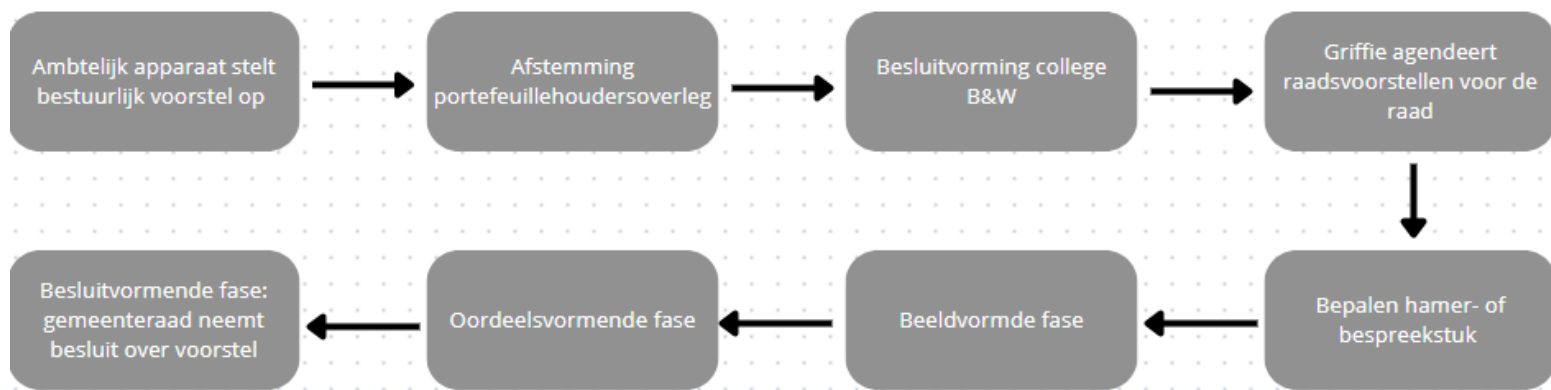 Ambtelijk apparaat stelt
bestuurlijk voorstel op
Afstemming
portefeuillehoudersoverleg
Besluitvorming college
B&W
Griffie agendeert
raadsvoorstellen voor de
raad
Bepalen hamer- of
bespreekstuk
Beeldvormde fase
Oordeelsvormende fase
Besluitvormende fase:
gemeenteraad neemt
besluit over voorstel